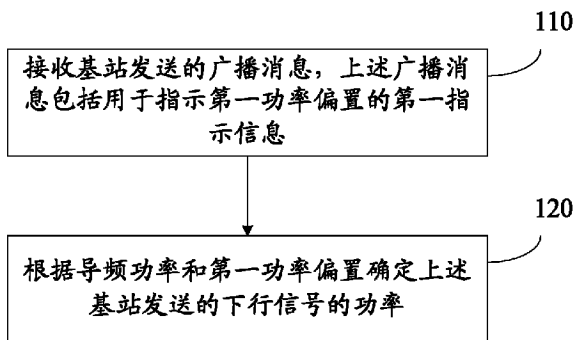 110
接收基站发送的广播消息，上述广播消
息包括用于指示第一功率偏置的第一指
示信息
120
根据导频功率和第一功率偏置确定上述
基站发送的下行信号的功率